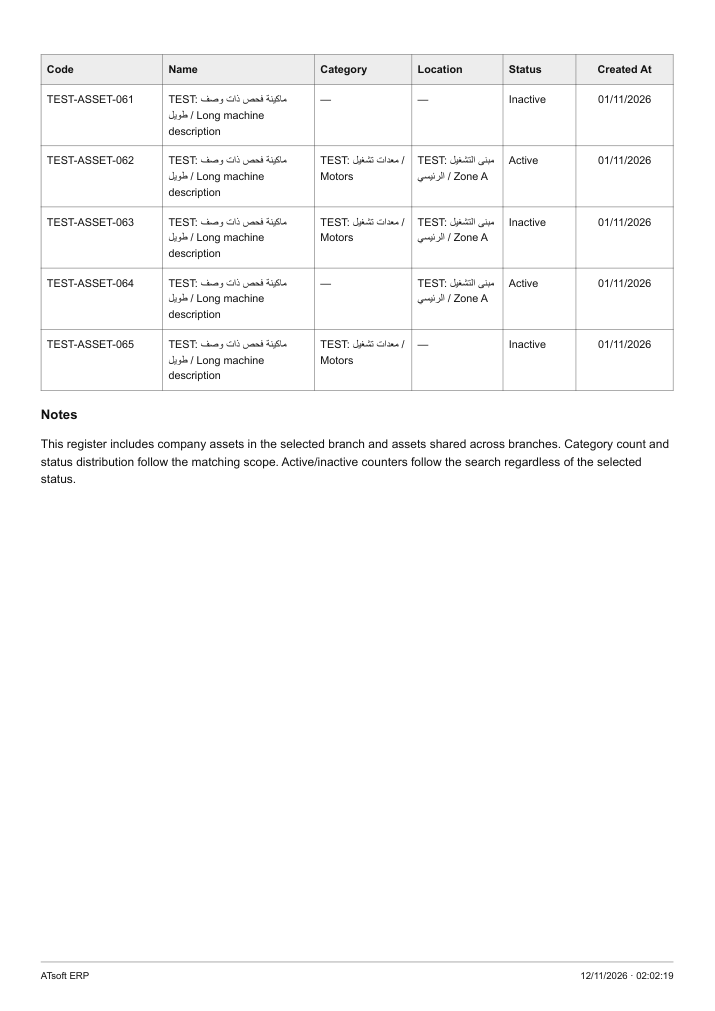 Code Name Category Location Status Created At
TEST-ASSET-061 TEST: ماكينة فحص ذات وصف — — Inactive 01/11/2026
طويل / Long machine
description
TEST-ASSET-062 TEST: ماكينة فحص ذات وصف TEST: معدات تشغيل / TEST: مبنى التشغيل Active 01/11/2026
طويل / Long machine Motors الرئيسي / Zone A
description
TEST-ASSET-063 TEST: ماكينة فحص ذات وصف TEST: معدات تشغيل / TEST: مبنى التشغيل Inactive 01/11/2026
طويل / Long machine Motors الرئيسي / Zone A
description
TEST-ASSET-064 TEST: ماكينة فحص ذات وصف — TEST: مبنى التشغيل Active 01/11/2026
طويل / Long machine الرئيسي / Zone A
description
TEST-ASSET-065 TEST: ماكينة فحص ذات وصف TEST: معدات تشغيل / — Inactive 01/11/2026
طويل / Long machine Motors
description
Notes
This register includes company assets in the selected branch and assets shared across branches. Category count and
status distribution follow the matching scope. Active/inactive counters follow the search regardless of the selected
status.
ATsoft ERP 12/11/2026 · 02:02:19